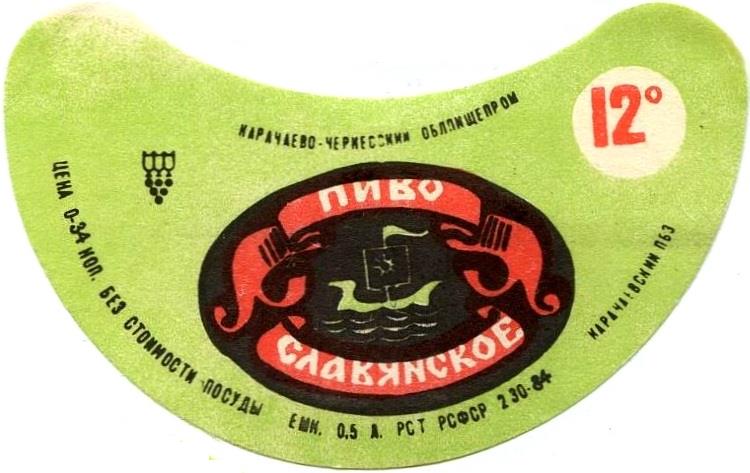 КАРАЧАЕВО-ЧЕРКЕССКИЙ ОБЛПИЩЕПРОМ
12°
ПИВО
СЛАВЯНСКОЕ
ЦЕНА 0-34 КОП. БЕЗ СТОИМОСТИ ПОСУДЫ ЕМК. 0,5 Л. РСТ РСФСР 230-84
КАРАЧАЕВСКИЙ ПБЗ